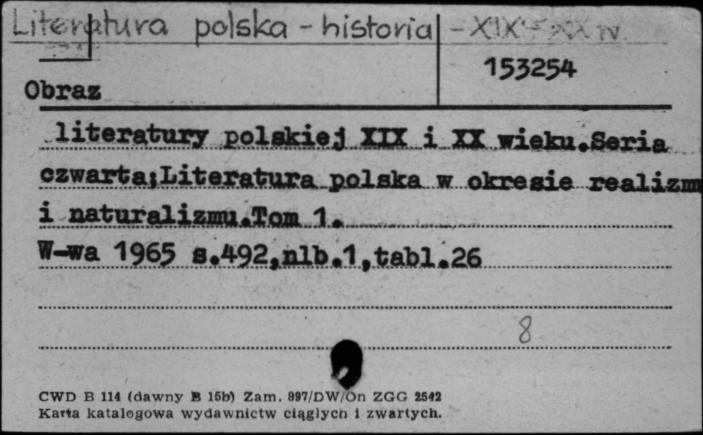 Literatura polska - historia - XIX - XX w.
153254
Obraz
literatury polskiej XIX i XX wieku.Seria
czwarta;Literatura polska w okresie realizm
i naturalizmu.Tom 1.
W-wa 1965 s.492,nlb.1,tabl.26
8
CWD B 114 (dawny B 15b) Zam. 897/DW/On ZGG 2542
Karta katalogowa wydawnictw ciągłych i zwartych.